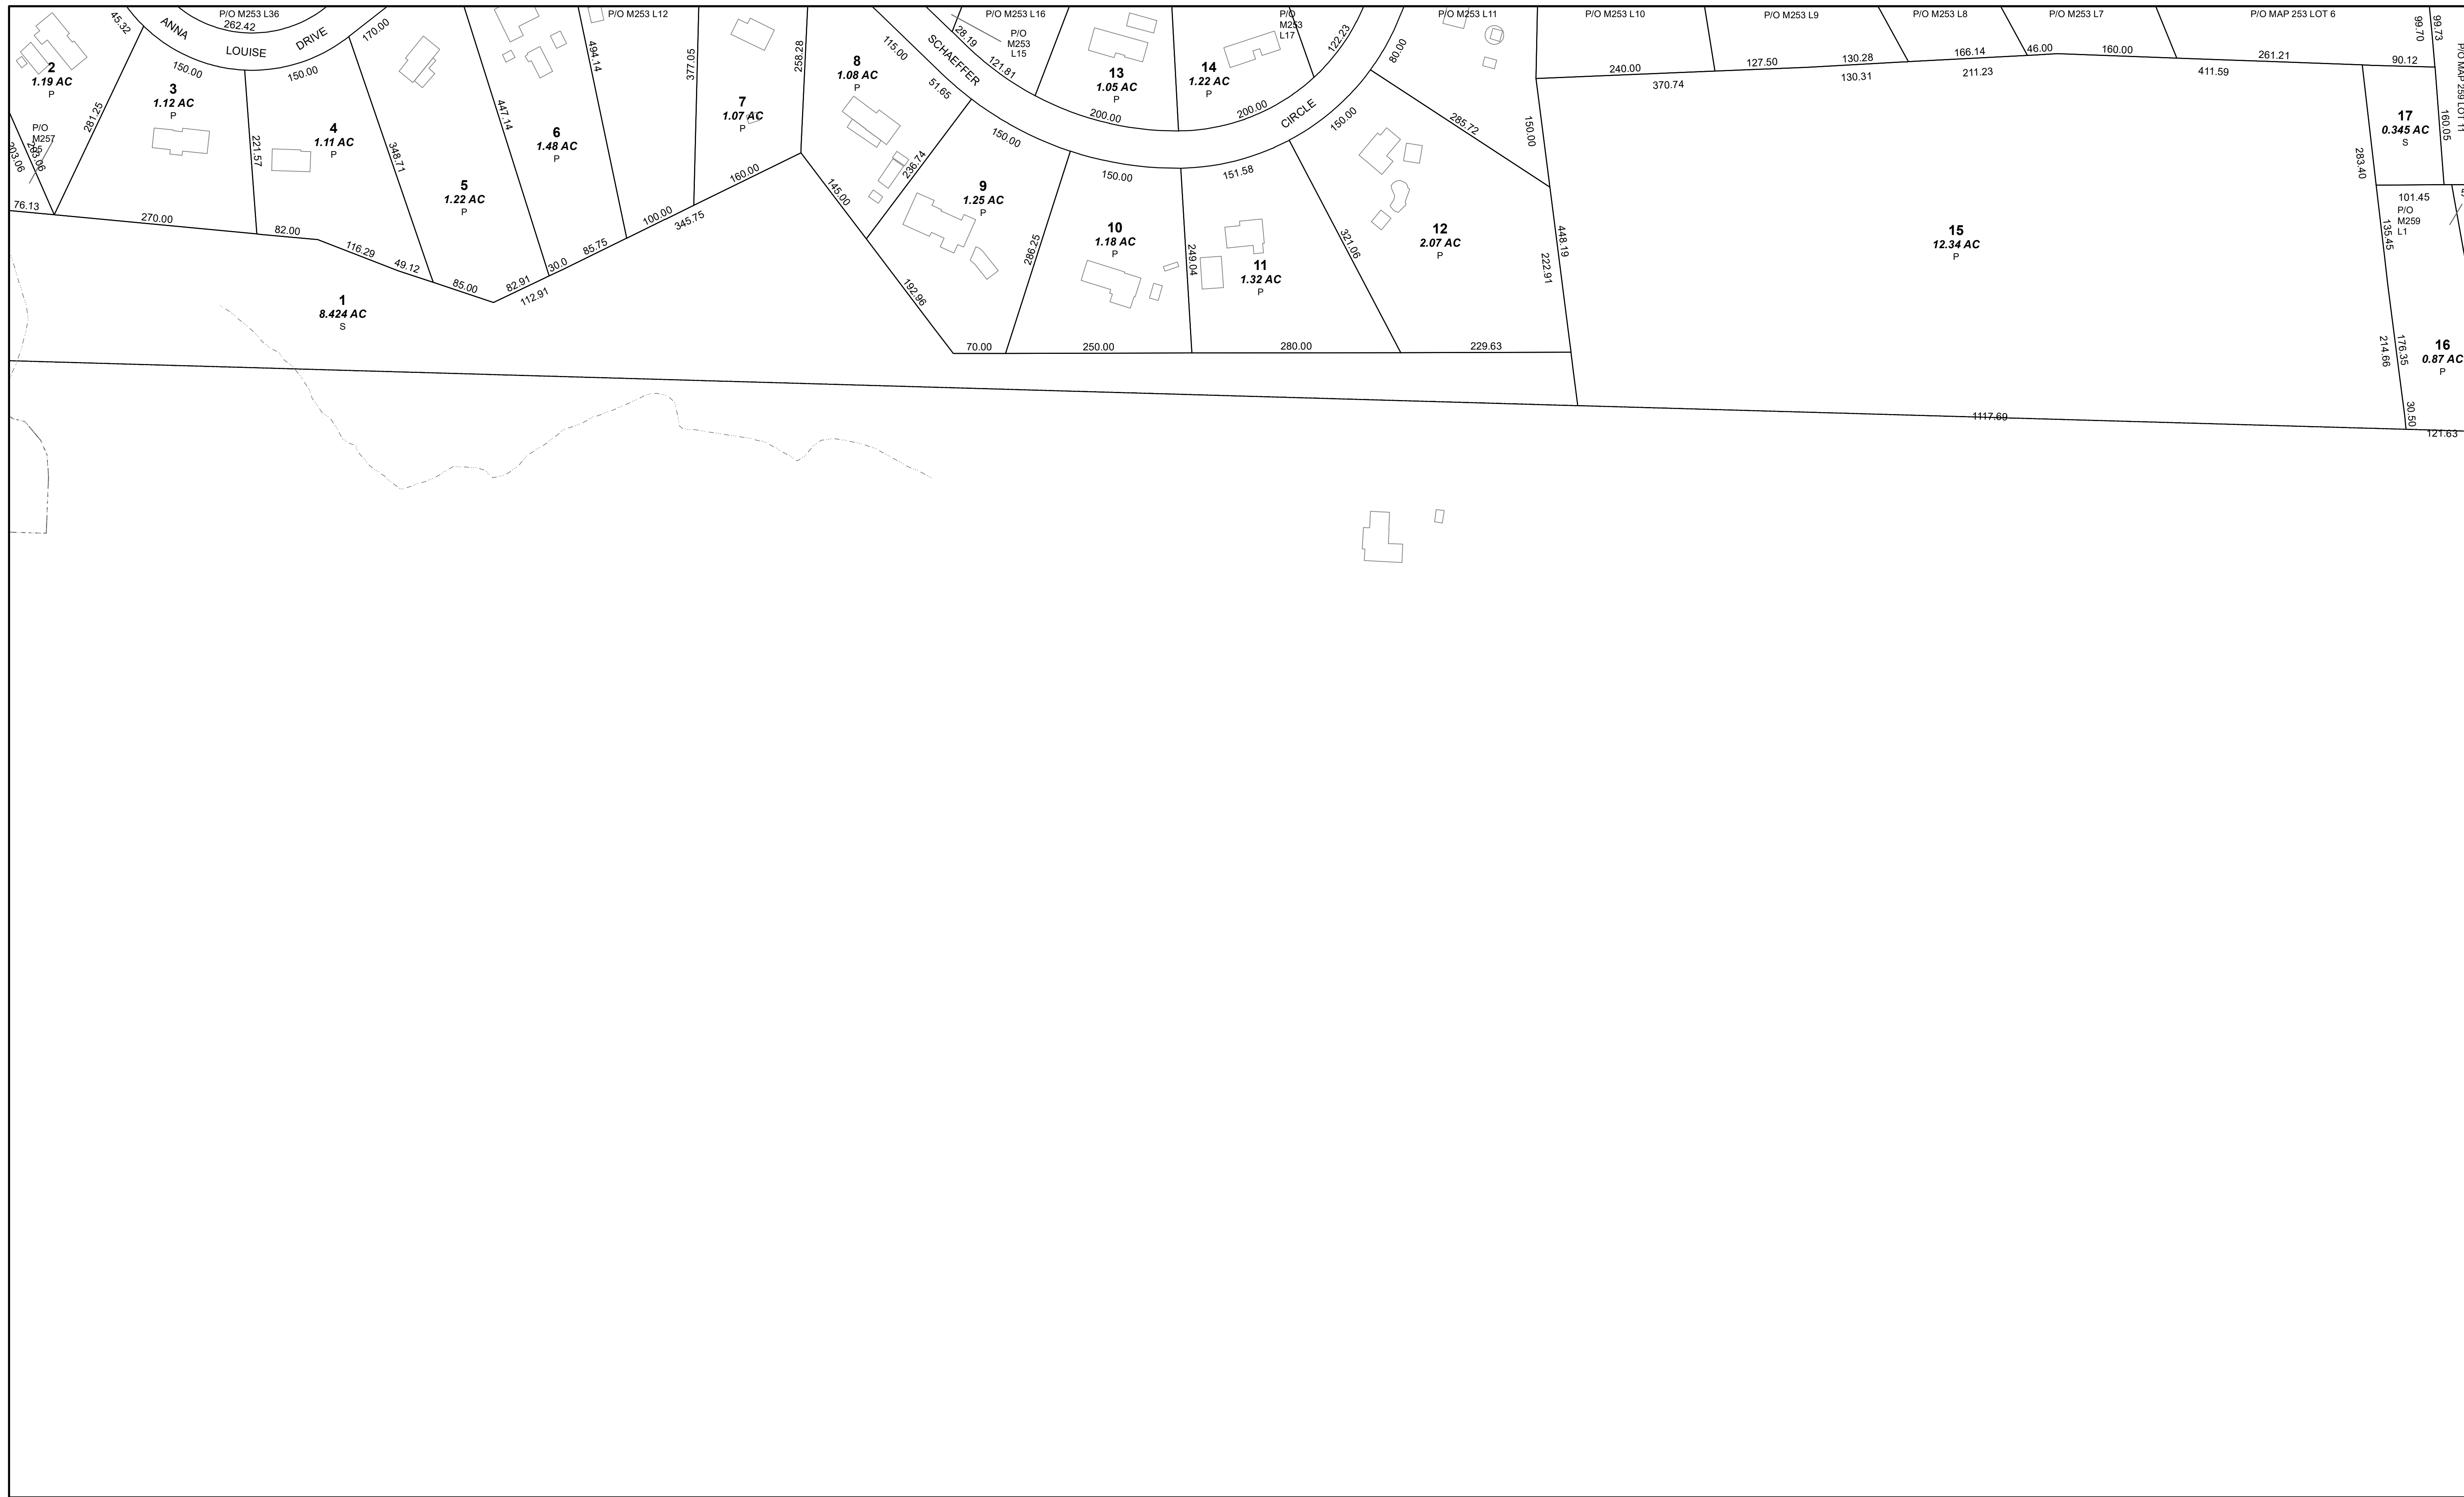 P/O M253 L36
262.42
45.32
ANNA
LOUISE
DRIVE
170.00
150.00
150.00
2
1.19 AC
P
P/O
M257
203.06
203.06
76.13
281.25
3
1.12 AC
P
270.00
221.57
4
1.11 AC
P
82.00
116.29
49.12
348.71
5
1.22 AC
P
85.00
447.14
6
1.48 AC
P
494.14
P/O M253 L12
82.91
30.0
112.91
85.75
100.00
345.75
160.00
377.05
7
1.07 AC
P
258.28
1
8.424 AC
S
8
1.08 AC
P
115.00
51.65
SCHAEFFER
CIRCLE
145.00
236.74
192.96
28.19
121.81
P/O M253 L16
P/O
M253
L15
9
1.25 AC
P
150.00
286.25
70.00
13
1.05 AC
P
200.00
14
1.22 AC
P
200.00
P/O
M253
L17
122.23
80.00
10
1.18 AC
P
150.00
250.00
249.04
11
1.32 AC
P
151.58
280.00
321.06
150.00
12
2.07 AC
P
285.72
229.63
P/O M253 L11
150.00
448.19
222.91
P/O M253 L10
240.00
370.74
P/O M253 L9
127.50
130.28
130.31
P/O M253 L8
166.14
211.23
46.00
P/O M253 L7
160.00
411.59
P/O MAP 253 LOT 6
261.21
90.12
99.70
99.73
P/O MAP 259 LOT 11
15
12.34 AC
P
1117.69
17
0.345 AC
S
160.05
283.40
101.45
P/O
M259
L1
135.45
16
0.87 AC
P
176.35
214.66
30.50
121.63